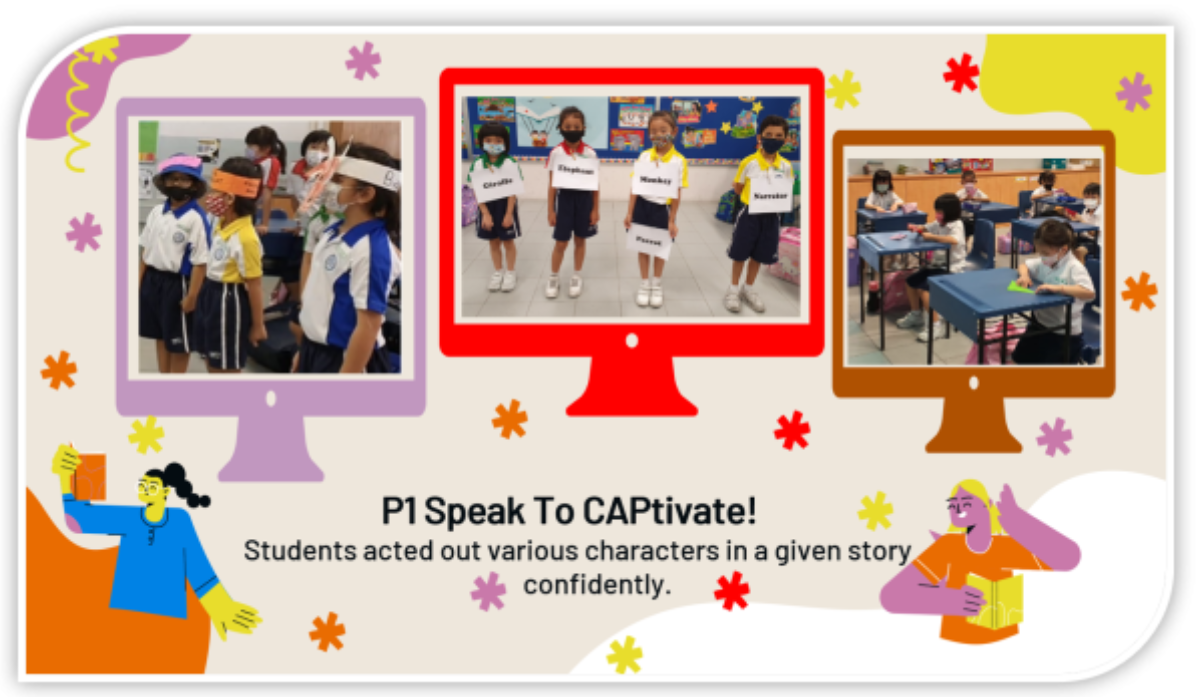 Giraffe
Elephant
Monkey
Narrator
Parrot
P1 Speak To CAPtivate!
Students acted out various characters in a given story
confidently.